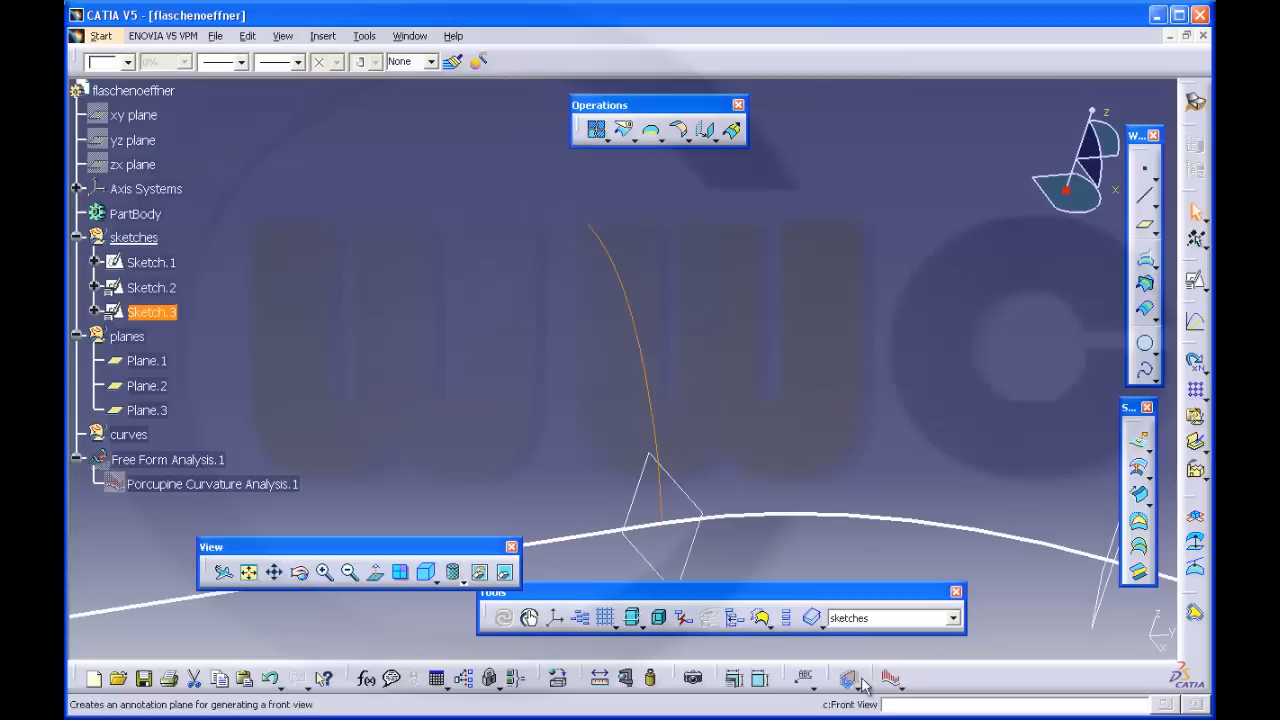 CATIA V5 - [flaschenoeffner]
Start ENOVIA V5 VPM File Edit View Insert Tools Window Help
0% None
flaschenoeffner
xy plane
yz plane
zx plane
Axis Systems
PartBody
sketches
Sketch.1
Sketch.2
Sketch.3
planes
Plane.1
Plane.2
Plane.3
curves
Free Form Analysis.1
Porcupine Curvature Analysis.1
Operations
z
x
W...
S...
View
Tools
sketches
z
y
x
f(x)
ABC
CATIA
Creates an annotation plane for generating a front view c:Front View